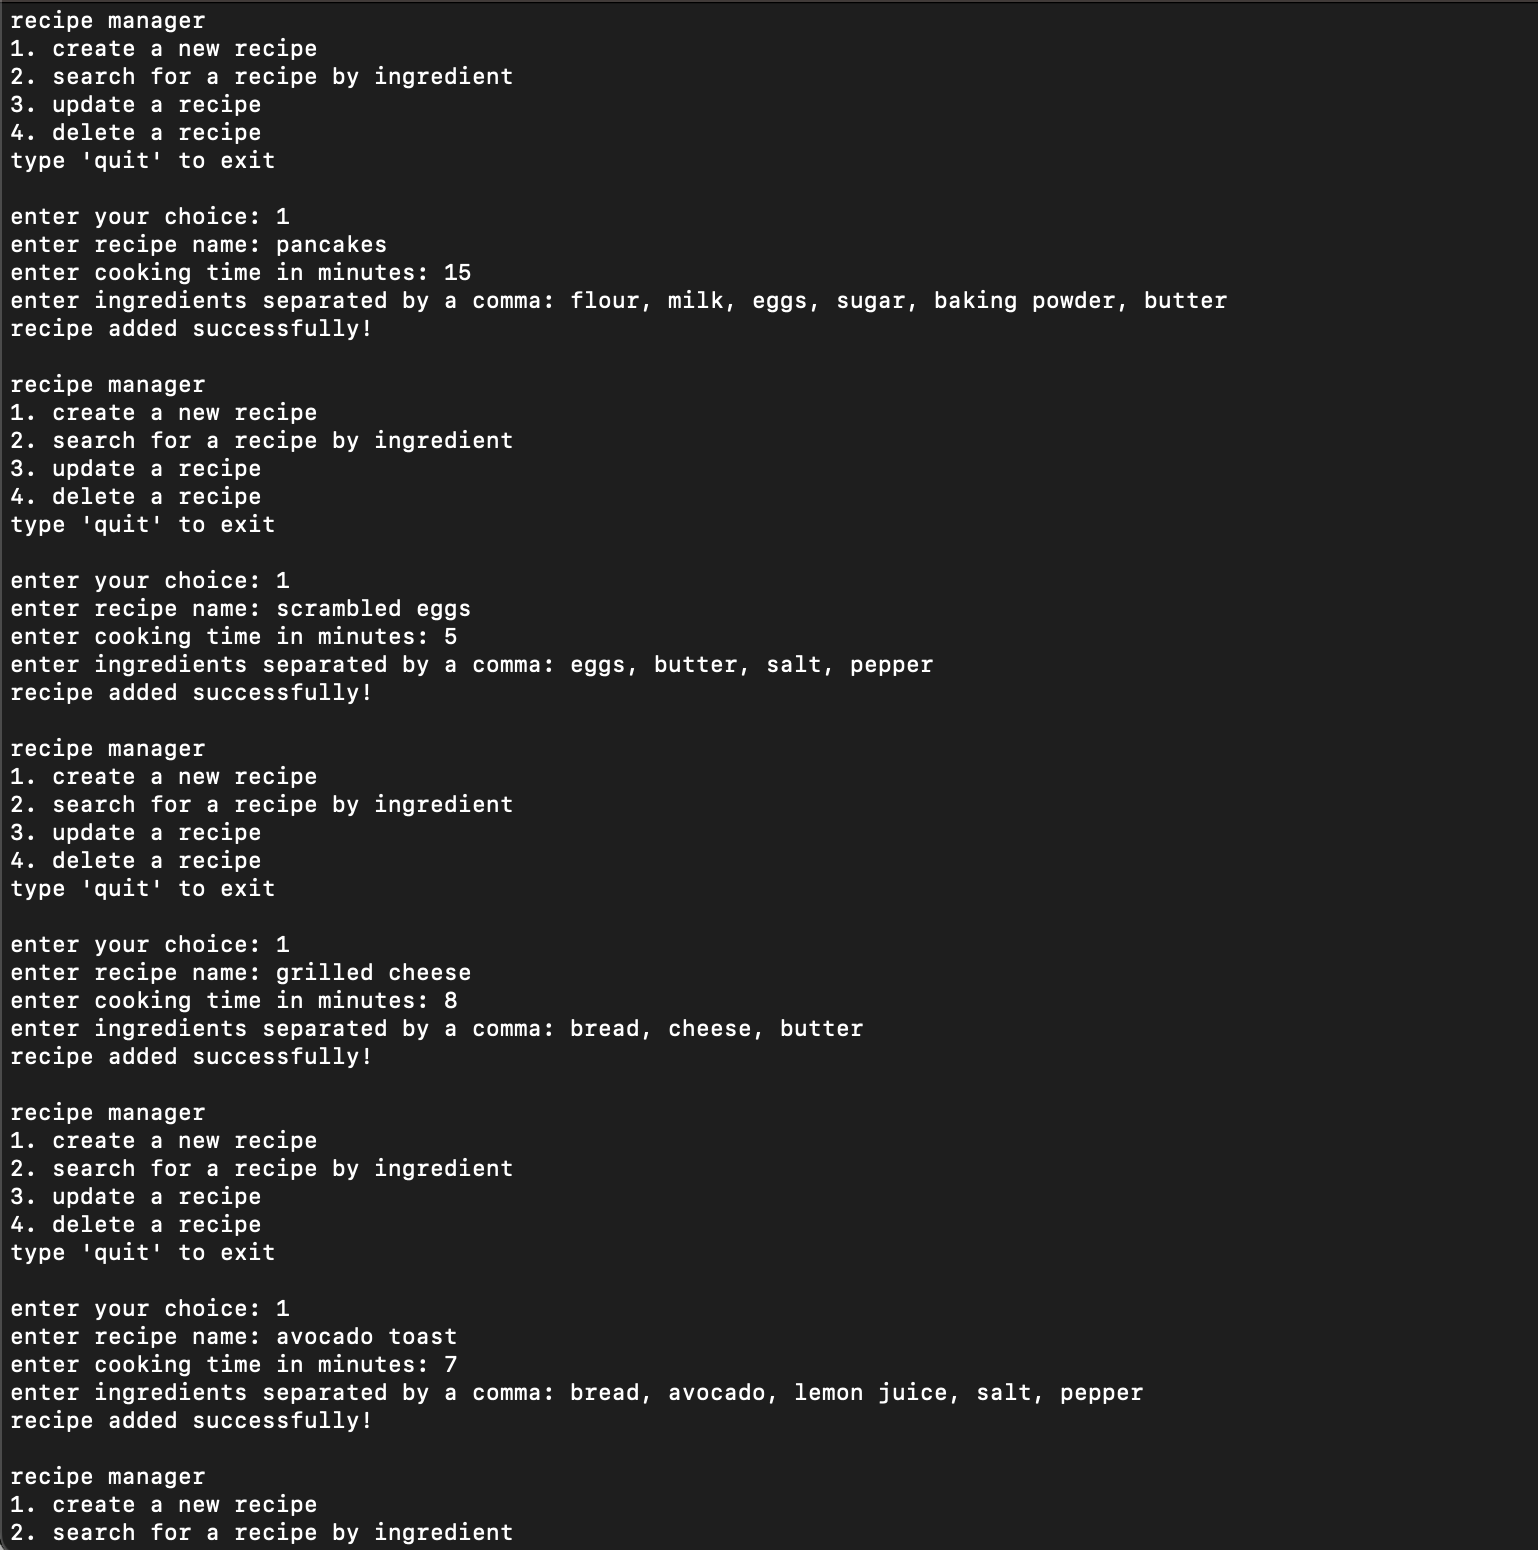 recipe manager
1. create a new recipe
2. search for a recipe by ingredient
3. update a recipe
4. delete a recipe
type 'quit' to exit
enter your choice: 1
enter recipe name: pancakes
enter cooking time in minutes: 15
enter ingredients separated by a comma: flour, milk, eggs, sugar, baking powder, butter
recipe added successfully!
recipe manager
1. create a new recipe
2. search for a recipe by ingredient
3. update a recipe
4. delete a recipe
type 'quit' to exit
enter your choice: 1
enter recipe name: scrambled eggs
enter cooking time in minutes: 5
enter ingredients separated by a comma: eggs, butter, salt, pepper
recipe added successfully!
recipe manager
1. create a new recipe
2. search for a recipe by ingredient
3. update a recipe
4. delete a recipe
type 'quit' to exit
enter your choice: 1
enter recipe name: grilled cheese
enter cooking time in minutes: 8
enter ingredients separated by a comma: bread, cheese, butter
recipe added successfully!
recipe manager
1. create a new recipe
2. search for a recipe by ingredient
3. update a recipe
4. delete a recipe
type 'quit' to exit
enter your choice: 1
enter recipe name: avocado toast
enter cooking time in minutes: 7
enter ingredients separated by a comma: bread, avocado, lemon juice, salt, pepper
recipe added successfully!
recipe manager
1. create a new recipe
2. search for a recipe by ingredient